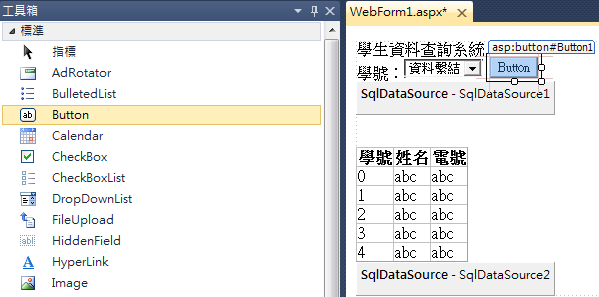 工具箱
標準
指標
AdRotator
BulletedList
Button
Calendar
CheckBox
CheckBoxList
DropDownList
FileUpload
HiddenField
HyperLink
Image
WebForm1.aspx*
學生資料查詢系統
asp:button#Button1
學號：資料繫結 Button
SqlDataSource - SqlDataSource1
學號 姓名 電號
0 abc abc
1 abc abc
2 abc abc
3 abc abc
4 abc abc
SqlDataSource - SqlDataSource2